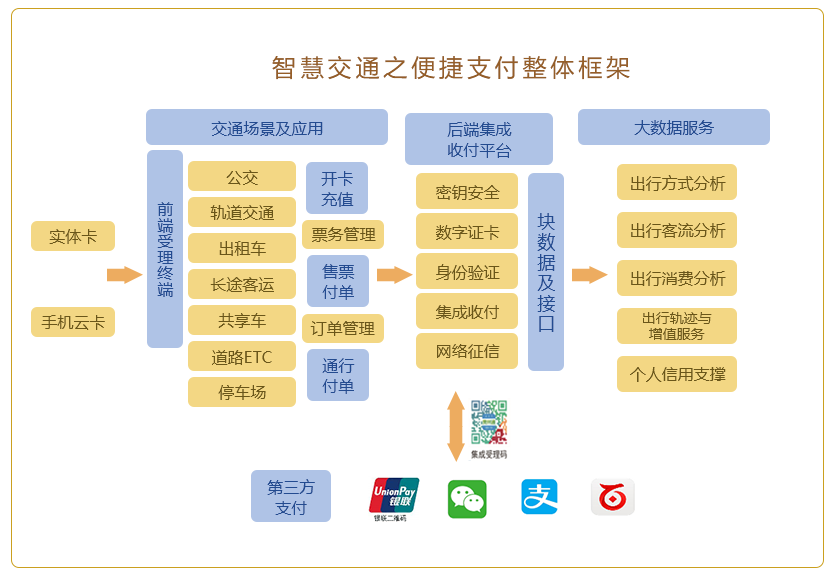 智慧交通之便捷支付整体框架
交通场景及应用
后端集成
收付平台
大数据服务
实体卡
手机云卡
前端受理终端
公交
轨道交通
出租车
长途客运
共享车
道路ETC
停车场
开卡
充值
票务管理
售票
付单
订单管理
通行
付单
密钥安全
数字证卡
身份验证
集成收付
网络征信
块数据及接口
出行方式分析
出行客流分析
出行消费分析
出行轨迹与
增值服务
个人信用支撑
集成受理码
第三方
支付
UnionPay
银联
银联二维码
支